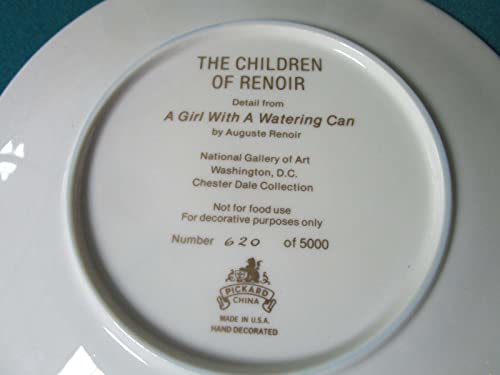 THE CHILDREN
OF RENOIR
Detail from
A Girl With A Watering Can
by Auguste Renoir
National Gallery of Art
Washington, D.C.
Chester Dale Collection
Not for food use
For decorative purposes only
Number 620 of 5000
PICKARD
CHINA
MADE IN U.S.A.
HAND DECORATED